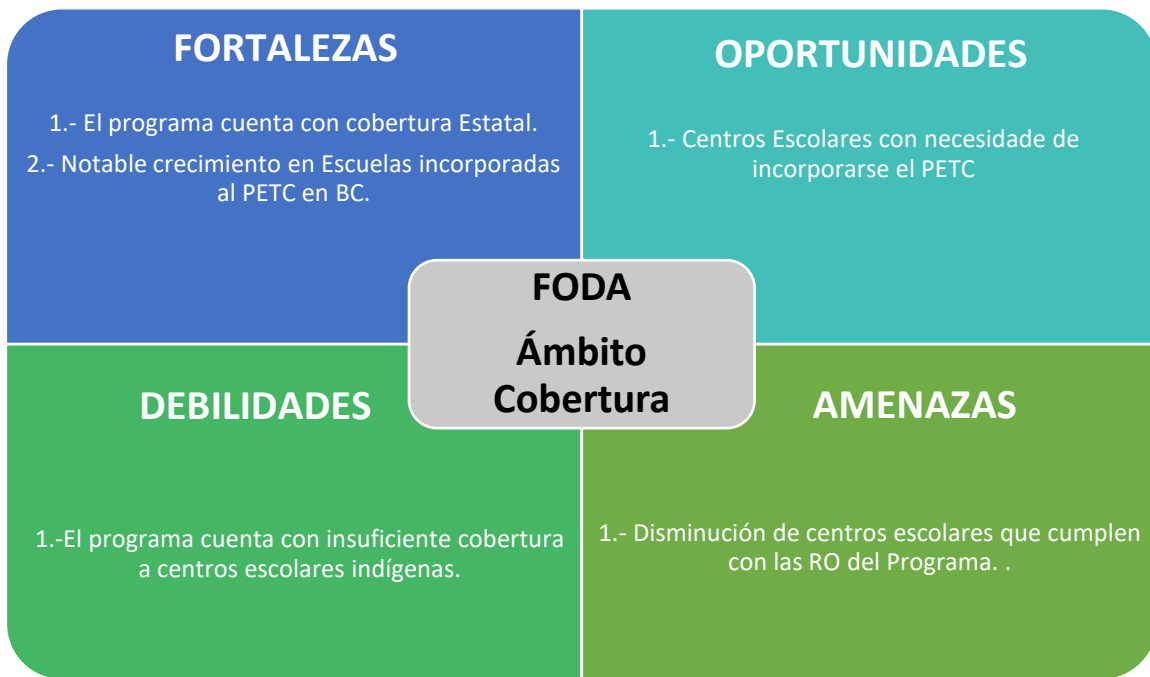 FORTALEZAS
1.- El programa cuenta con cobertura Estatal.
2.- Notable crecimiento en Escuelas incorporadas
al PETC en BC.
OPORTUNIDADES
1.- Centros Escolares con necesidade de
incorporarse el PETC
FODA
Ámbito
Cobertura
DEBILIDADES
1.-El programa cuenta con insuficiente cobertura
a centros escolares indígenas.
AMENAZAS
1.- Disminución de centros escolares que cumplen
con las RO del Programa. .